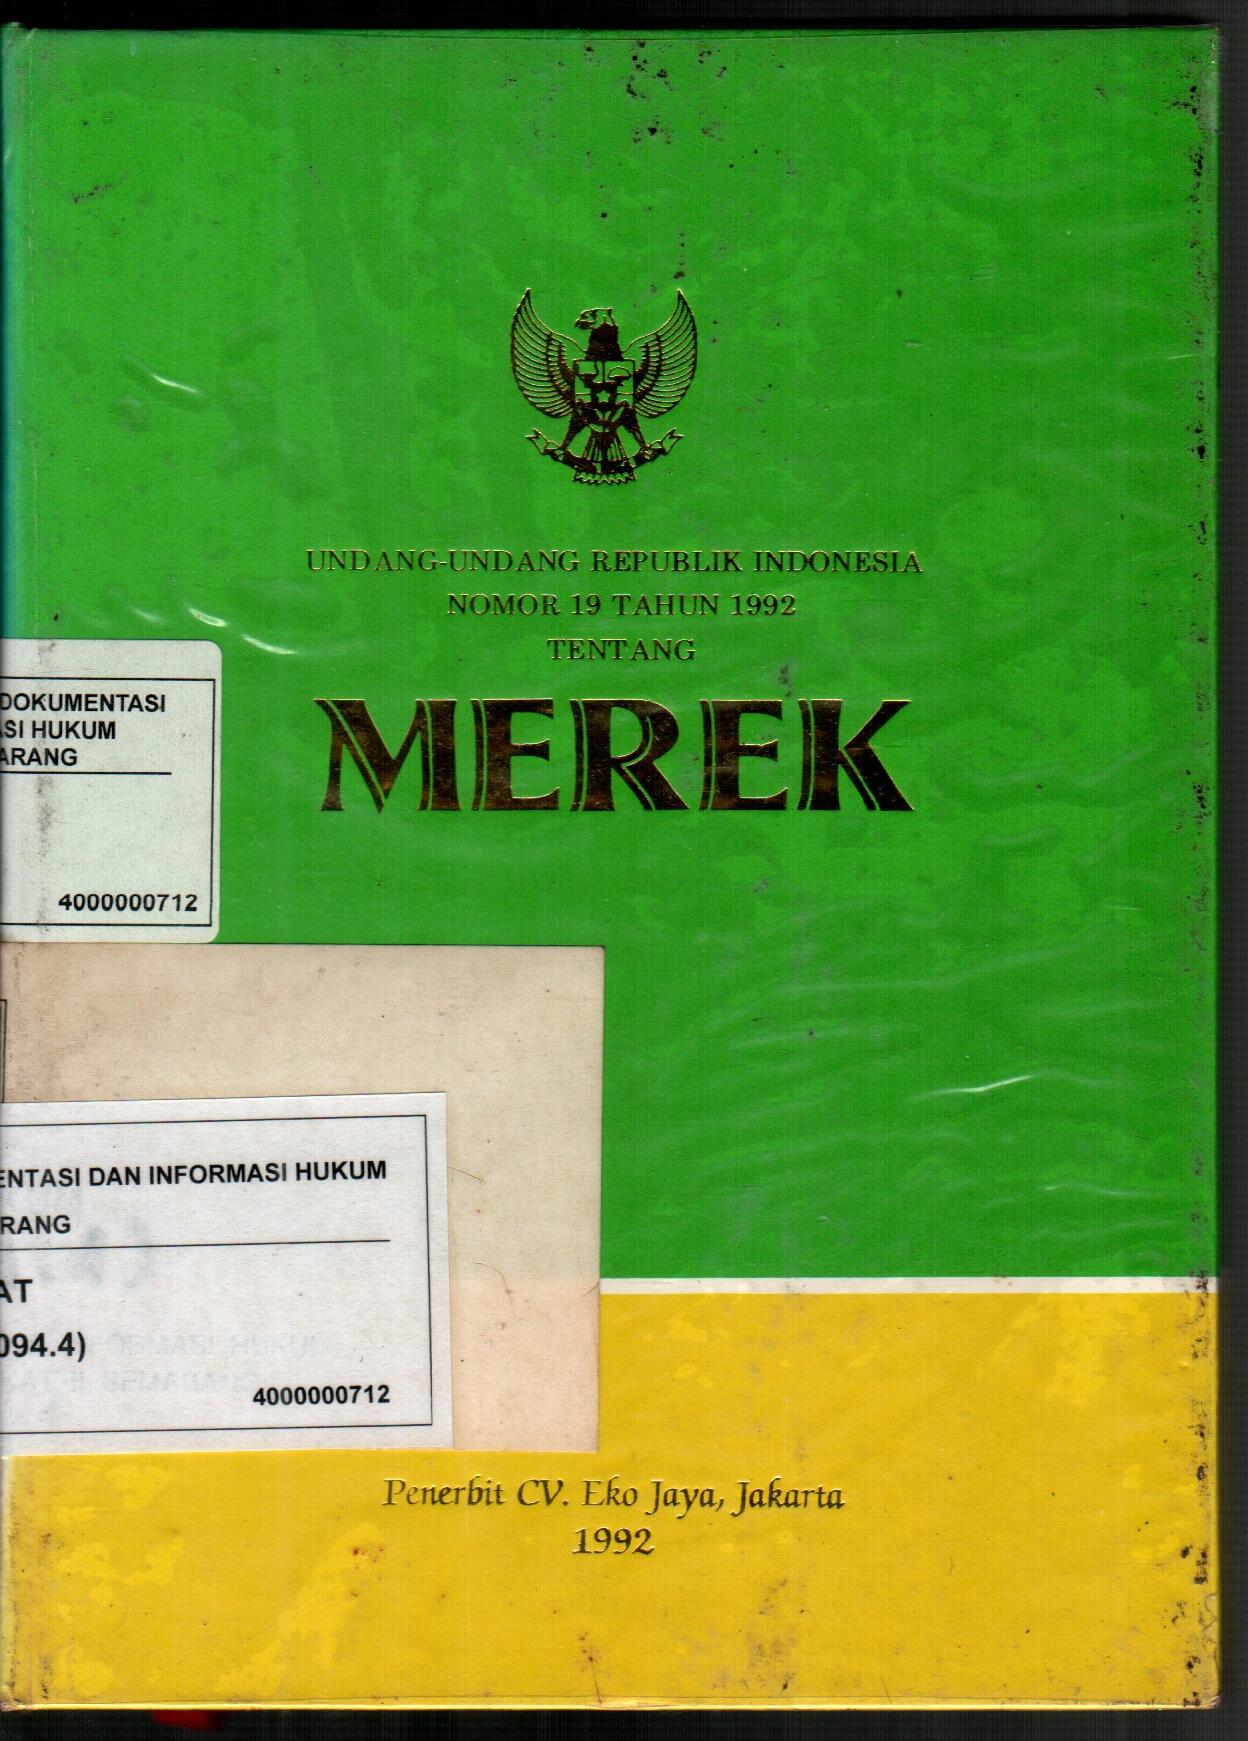 UNDANG-UNDANG REPUBLIK INDONESIA
NOMOR 19 TAHUN 1992
TENTANG
MEREK
DOKUMENTASI
ASI HUKUM
ARANG
4000000712
ENTASI DAN INFORMASI HUKUM
RANG
AT
094.4)
4000000712
Penerbit CV. Eko Jaya, Jakarta
1992